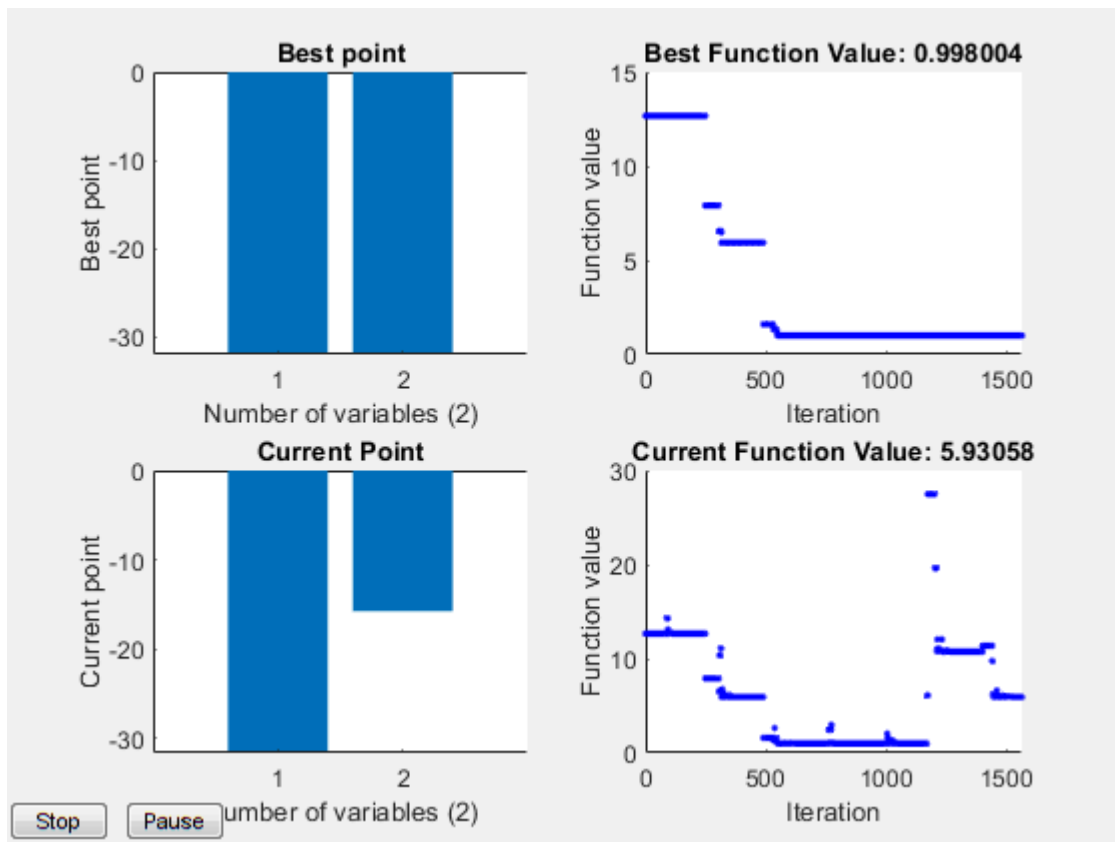 Best point
Best point
0
-10
-20
-30
1
2
Number of variables (2)
Best Function Value: 0.998004
Function value
15
10
5
0
0
500
1000
1500
Iteration
Current Point
Current point
0
-10
-20
-30
1
2
umber of variables (2)
Current Function Value: 5.93058
Function value
30
20
10
0
0
500
1000
1500
Iteration
Stop
Pause